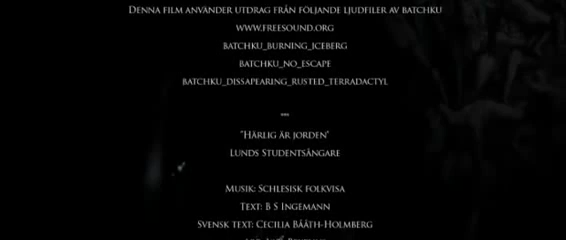 DENNA FILM ANVÄNDER UTDRAG FRÅN FÖLJANDE LJUDFILER AV BATCHKU
WWW.FREESOUND.ORG
BATCHKU_BURNING_ICEBERG
BATCHKU_NO_ESCAPE
BATCHKU_DISSAPEARING_RUSTED_TERRADACTYL
***
"HÄRLIG ÄR JORDEN"
LUNDS STUDENTSÅNGARE
MUSIK: SCHLESISK FOLKVISA
TEXT: B S INGEMANN
SVENSK TEXT: CECILIA BÅÅTH-HOLMBERG